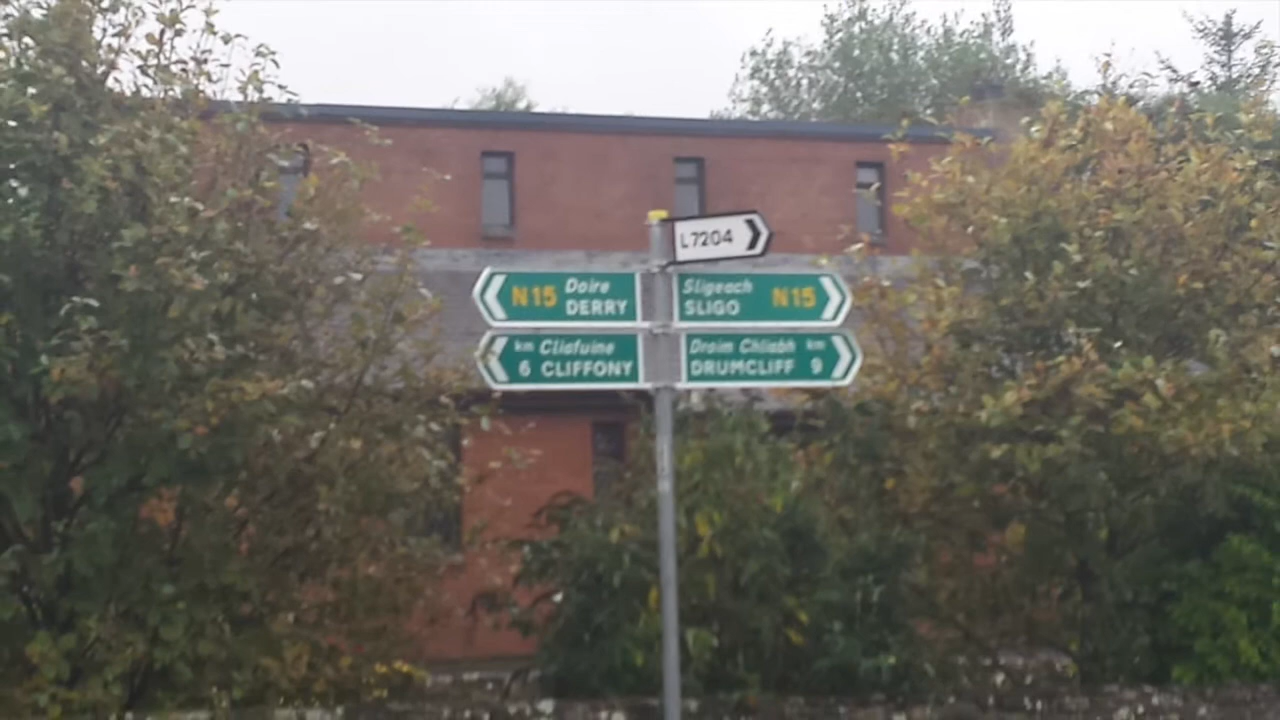 L7204
N15 Doire
DERRY
Sligeach
SLIGO N15
km Cliafuine
6 CLIFFONY
Droim Chliabh km
DRUMCLIFF 9